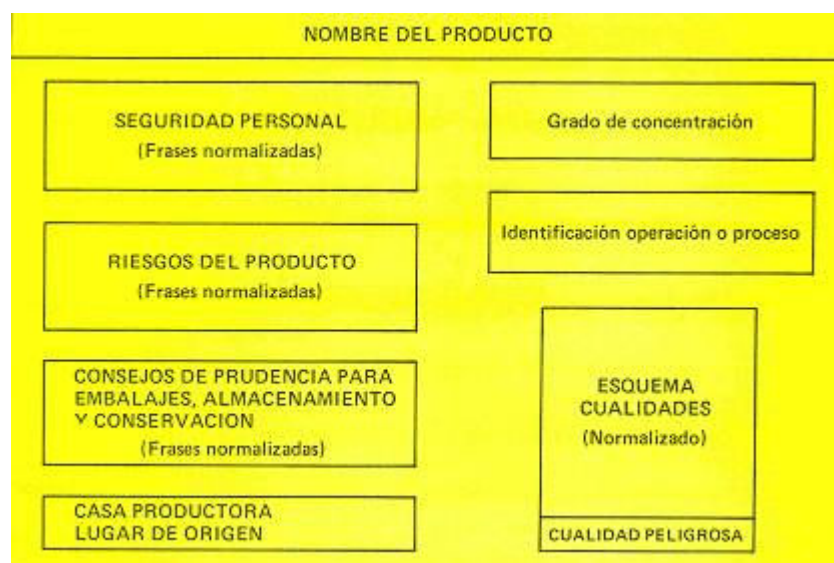 NOMBRE DEL PRODUCTO
SEGURIDAD PERSONAL
(Frases normalizadas)
RIESGOS DEL PRODUCTO
(Frases normalizadas)
CONSEJOS DE PRUDENCIA PARA
EMBALAJES, ALMACENAMIENTO
Y CONSERVACION
(Frases normalizadas)
CASA PRODUCTORA
LUGAR DE ORIGEN
Grado de concentración
Identificación operación o proceso
ESQUEMA
CUALIDADES
(Normalizado)
CUALIDAD PELIGROSA